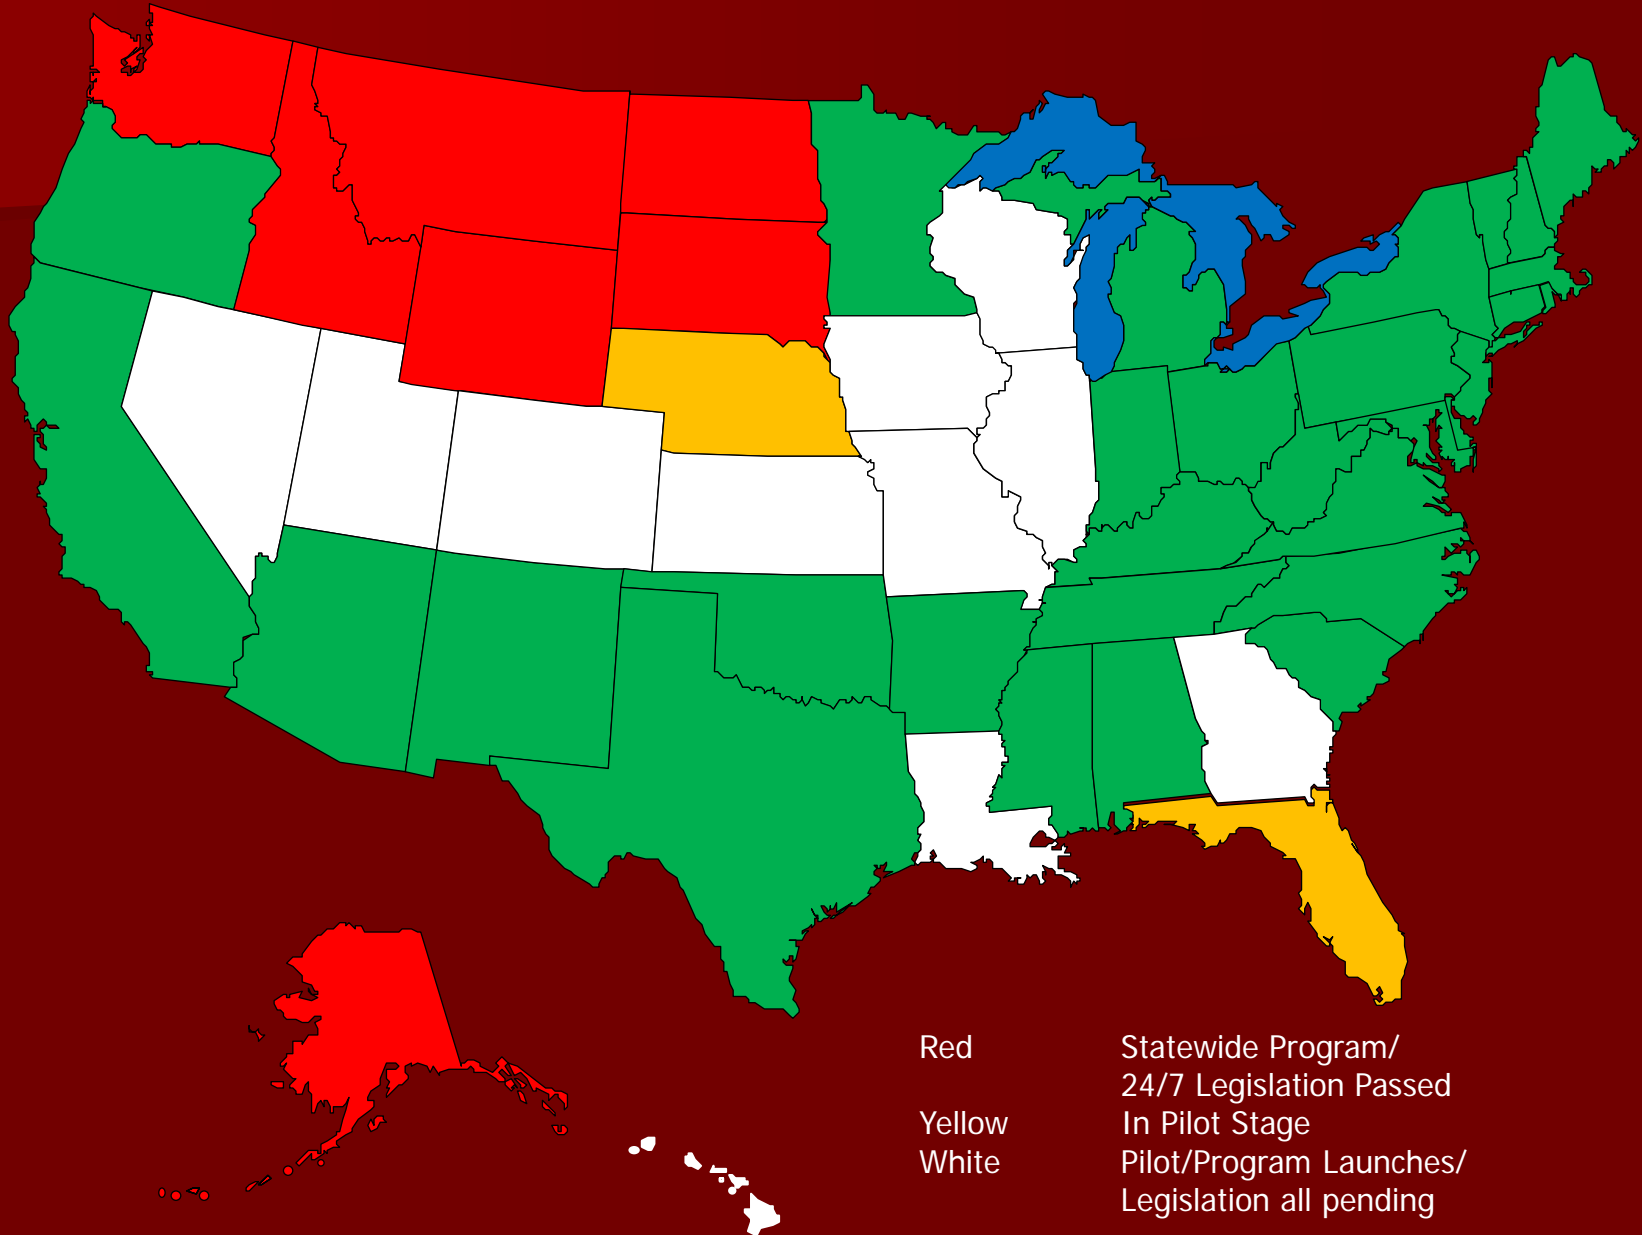 Red Statewide Program/
24/7 Legislation Passed
Yellow In Pilot Stage
White Pilot/Program Launches/
Legislation all pending